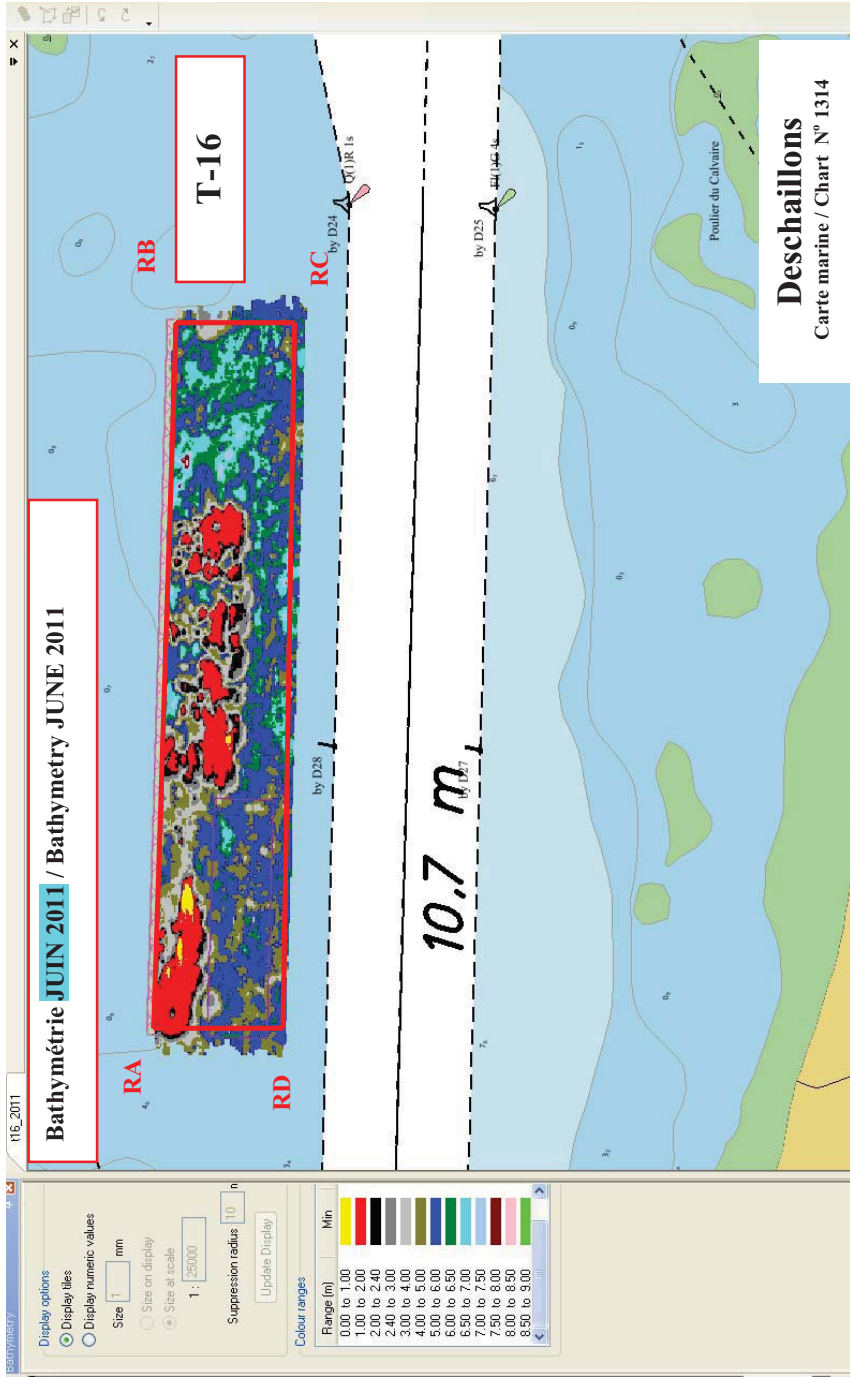 t16_2011
Bathymétrie JUIN 2011 / Bathymetry JUNE 2011
T-16
RA
RB
RC
RD
by D24
Q(1)R 1s
by D25
Fl(1)G 4s
by D28
by D27
10,7 m
Poulier du Calvaire
Deschaillons
Carte marine / Chart Nº 1314
Bathymetry
Display options
Display tiles
Display numeric values
Size 1 mm
Size on display
Size at scale
1 : 25000
Suppression radius 10 n
Update Display
Colour ranges
Range (m) Min
0.00 to 1.00
1.00 to 2.00
2.00 to 2.40
2.40 to 3.00
3.00 to 4.00
4.00 to 5.00
5.00 to 6.00
6.00 to 6.50
6.50 to 7.00
7.00 to 7.50
7.50 to 8.00
8.00 to 8.50
8.50 to 9.00